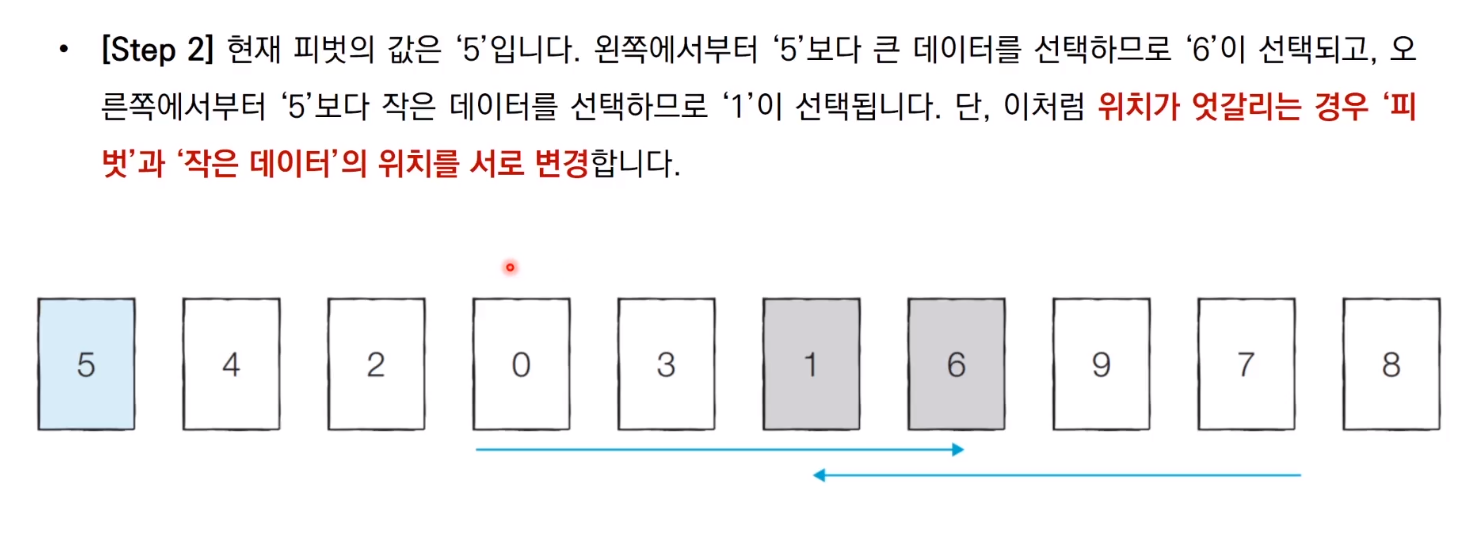 • [Step 2] 현재 피벗의 값은 ‘5’입니다. 왼쪽에서부터 ‘5’보다 큰 데이터를 선택하므로 ‘6’이 선택되고, 오
른쪽에서부터 ‘5’보다 작은 데이터를 선택하므로 ‘1’이 선택됩니다. 단, 이처럼 위치가 엇갈리는 경우 ‘피
벗’과 ‘작은 데이터’의 위치를 서로 변경합니다.
5 4 2 0 3 1 6 9 7 8